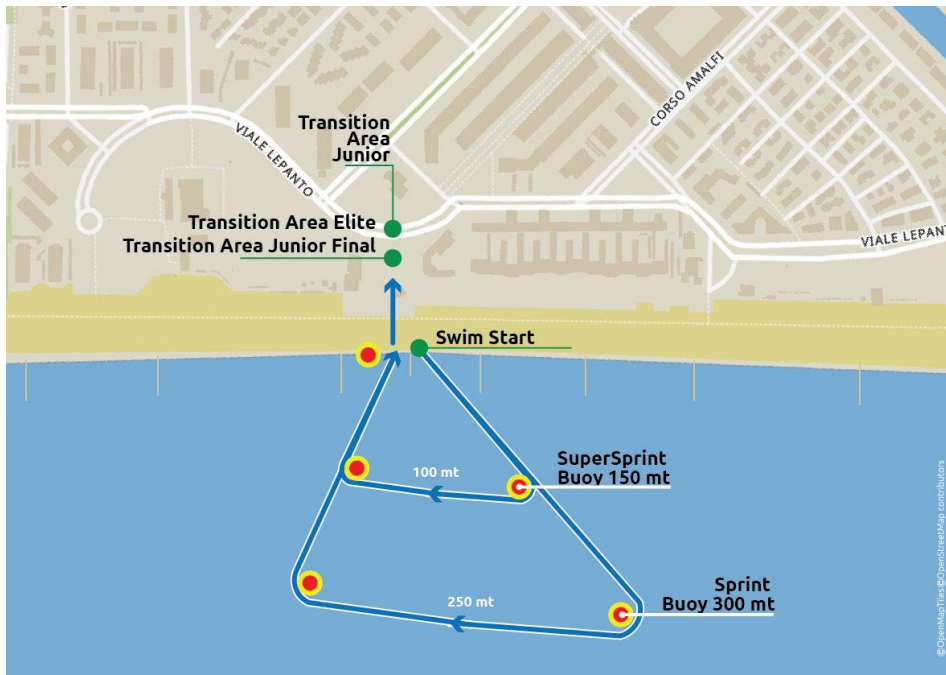 CORSO AMALFI
Transition
Area
Junior
VIALE LEPANTO
Transition Area Elite
Transition Area Junior Final
VIALE LEPANT
Swim Start
SuperSprint
Buoy 150 mt
100 mt
Sprint
Buoy 300 mt
250 mt
©OpenMapTiles©OpenStreetMap contributors